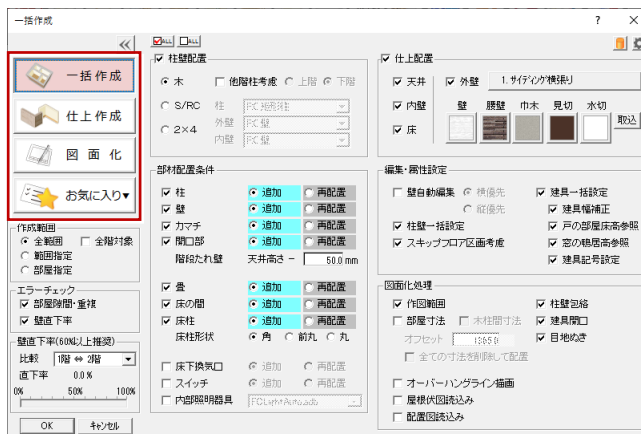 一括作成
? ×
一括作成
仕上作成
図面化
お気に入り▼
作成範囲
全範囲 全階対象
範囲指定
部屋指定
エラーチェック
部屋隙間・重複
壁直下率
壁直下率(60%以上推奨)
比較 1階 ⇔ 2階
直下率 0.0 %
0% 50% 100%
OK キャンセル
ALL ALL
柱壁配置
木 他階柱考慮 上階 下階
S/RC 柱
2×4 外壁 RC壁
内壁 RC壁
部材配置条件
柱 追加 再配置
壁 追加 再配置
カマチ 追加 再配置
開口部 追加 再配置
階段たれ壁 天井高さ - 50.0 mm
畳 追加 再配置
床の間 追加 再配置
床柱 追加 再配置
床柱形状 角 前丸 丸
床下換気口 追加 再配置
スイッチ 追加 再配置
内部照明器具
仕上配置
天井 外壁 1. サイディング横張り
内壁 壁 腰壁 巾木 見切 水切
床 取込
編集・属性設定
壁自動編集 横優先
縦優先
柱壁一括設定
スキップフロア区画考慮
建具一括設定
建具幅補正
戸の部屋床高参照
窓の鴨居高参照
建具記号設定
図面化処理
作図範囲 柱壁包絡
部屋寸法 木柱間寸法 建具開口
オフセット 目地ぬき
全ての寸法を削除して配置
オーバーハングライン描画
屋根伏図読込み
配置図読込み